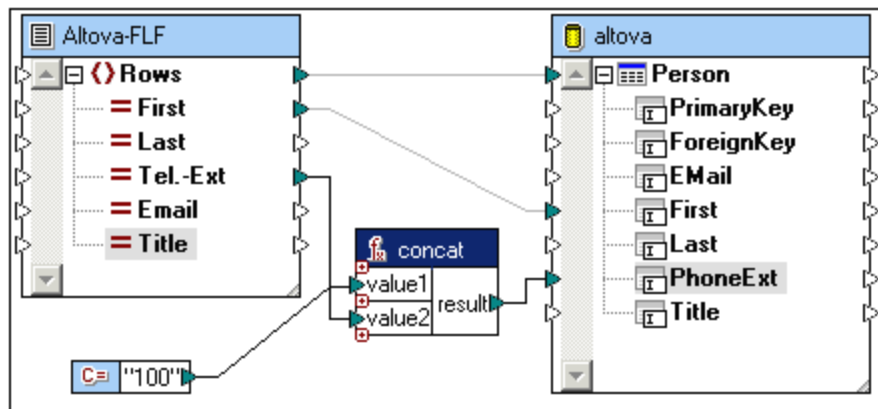 Altova-FLF
Rows
First
Last
Tel.-Ext
Email
Title
altova
Person
PrimaryKey
ForeignKey
EMail
First
Last
PhoneExt
Title
concat
value1
value2
result
C= "100"